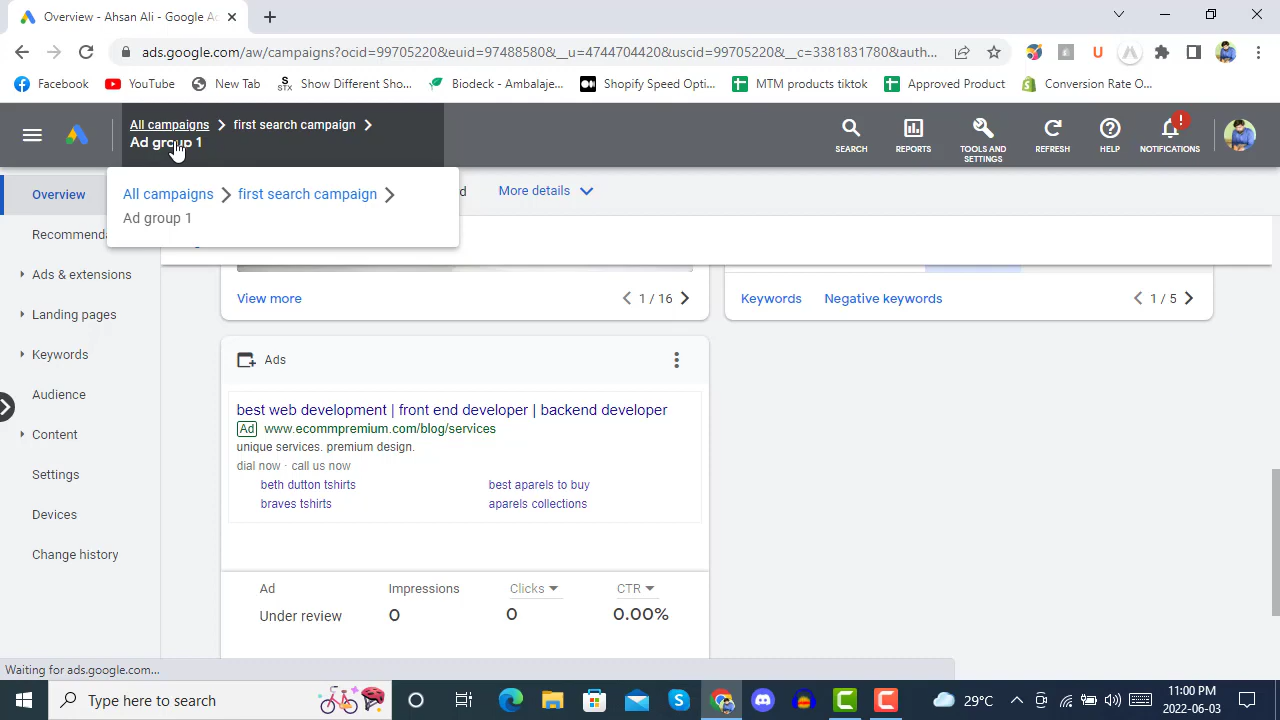 Overview - Ahsan Ali - Google Ac
ads.google.com/aw/campaigns?ocid=99705220&euid=97488580&__u=4744704420&uscid=99705220&__c=3381831780&auth...
Facebook
YouTube
New Tab
STX
Show Different Sho...
Biodeck - Ambalaje...
Shopify Speed Opti...
MTM products tiktok
Approved Product
Conversion Rate O...
All campaigns
first search campaign
Ad group 1
SEARCH
REPORTS
TOOLS AND
SETTINGS
REFRESH
HELP
NOTIFICATIONS
All campaigns
first search campaign
Ad group 1
d
More details
Overview
Recommenda
Ads & extensions
Landing pages
Keywords
Audience
Content
Settings
Devices
Change history
View more
1 / 16
Keywords
Negative keywords
1 / 5
Ads
best web development | front end developer | backend developer
Ad www.ecommpremium.com/blog/services
unique services. premium design.
dial now · call us now
beth dutton tshirts
best aparels to buy
braves tshirts
aparels collections
Ad
Impressions
Clicks
CTR
Under review
0
0
0.00%
Waiting for ads.google.com...
Type here to search
29°C
11:00 PM
2022-06-03